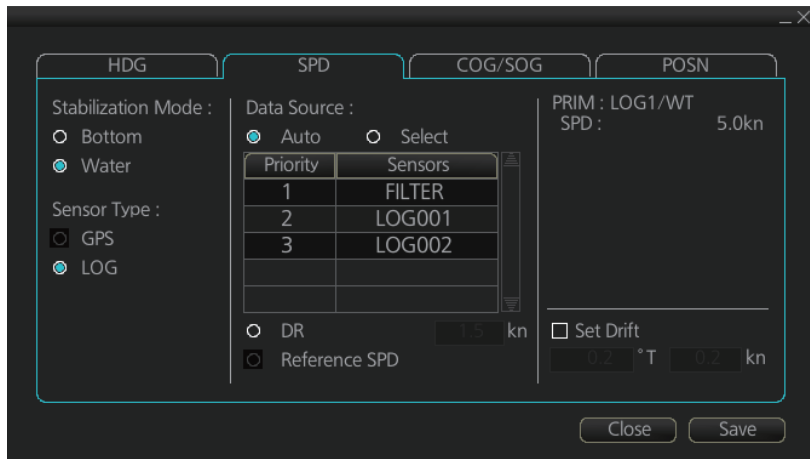 HDG
SPD
COG/SOG
POSN
Stabilization Mode :
Bottom
Water
Sensor Type :
GPS
LOG
Data Source :
Auto
Select
Priority Sensors
1 FILTER
2 LOG001
3 LOG002
DR 1.5 kn
Reference SPD
PRIM : LOG1/WT
SPD : 5.0kn
Set Drift
0.2 °T 0.2 kn
Close
Save